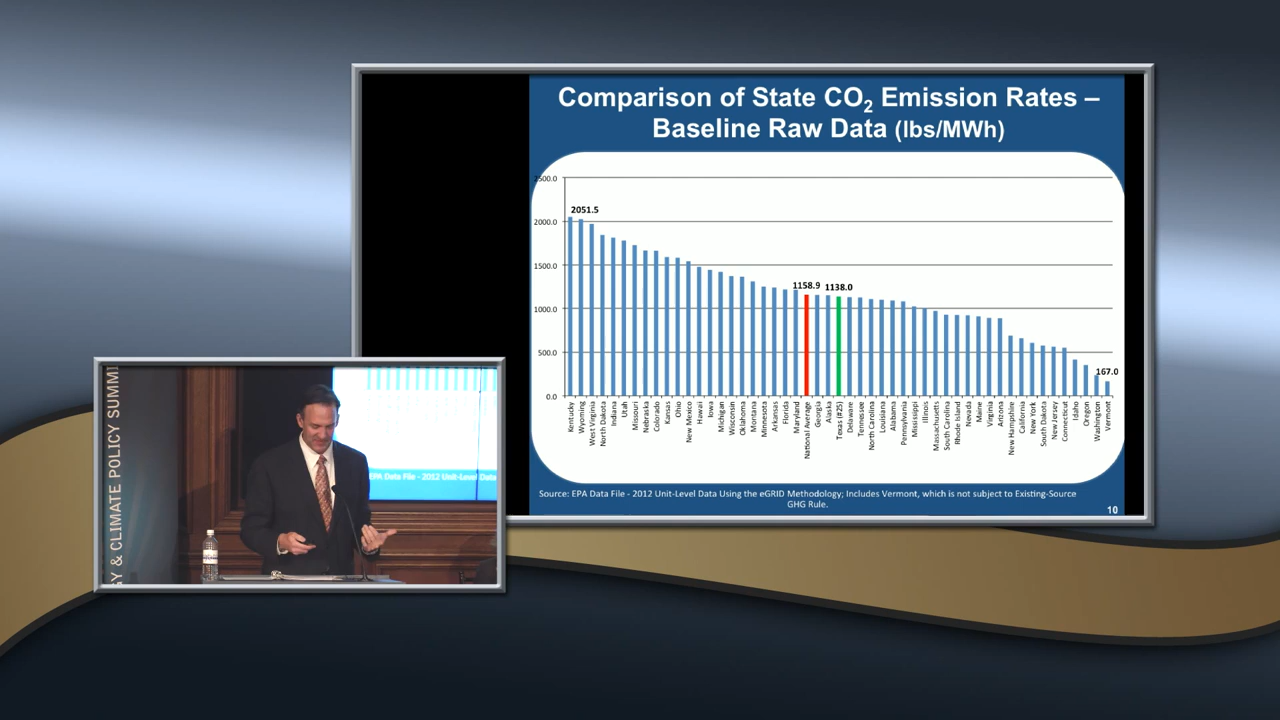 Comparison of State CO₂ Emission Rates –
Baseline Raw Data (lbs/MWh)
2500.0
2000.0
1500.0
1000.0
500.0
0.0
2051.5
1158.9
1138.0
167.0
Kentucky
Wyoming
West Virginia
North Dakota
Indiana
Utah
Missouri
Nebraska
Colorado
Kansas
Ohio
New Mexico
Hawaii
Iowa
Michigan
Wisconsin
Oklahoma
Montana
Minnesota
Arkansas
Florida
Maryland
National Average
Georgia
Alaska
Texas (#25)
Delaware
Tennessee
North Carolina
Louisiana
Alabama
Pennsylvania
Mississippi
Illinois
Massachusetts
South Carolina
Rhode Island
Nevada
Maine
Virginia
Arizona
New Hampshire
California
New York
South Dakota
New Jersey
Connecticut
Idaho
Oregon
Washington
Vermont
Source: EPA Data File - 2012 Unit-Level Data Using the eGRID Methodology; Includes Vermont, which is not subject to Existing-Source
GHG Rule.
10
GY & CLIMATE POLICY SUMMI
EPA Data File - 2012 Unit-Level Data